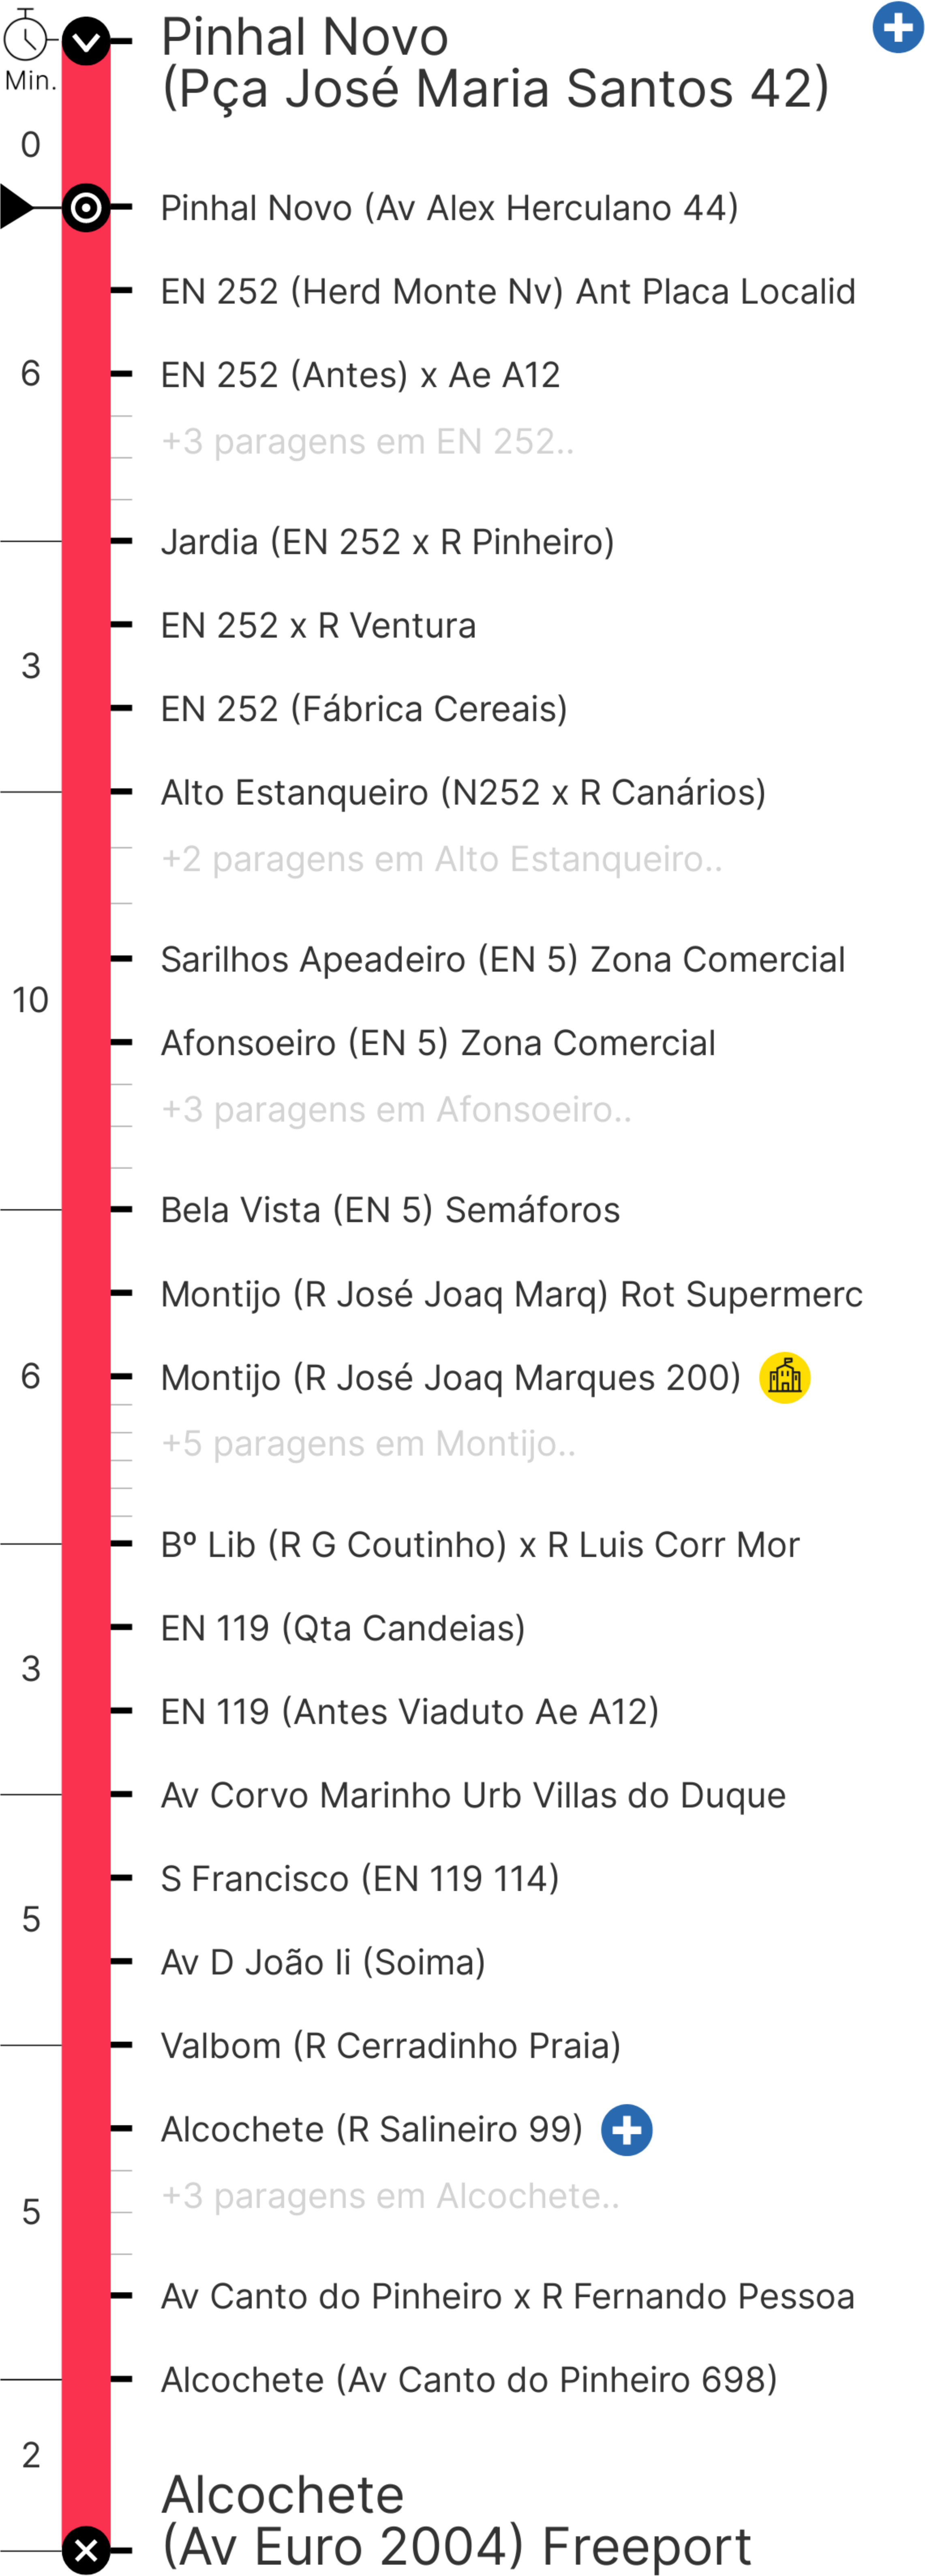 Pinhal Novo
(Pça José Maria Santos 42)
Min.
0
Pinhal Novo (Av Alex Herculano 44)
EN 252 (Herd Monte Nv) Ant Placa Localid
6
EN 252 (Antes) x Ae A12
+3 paragens em EN 252..
Jardia (EN 252 x R Pinheiro)
EN 252 x R Ventura
3
EN 252 (Fábrica Cereais)
Alto Estanqueiro (N252 x R Canários)
+2 paragens em Alto Estanqueiro..
Sarilhos Apeadeiro (EN 5) Zona Comercial
10
Afonsoeiro (EN 5) Zona Comercial
+3 paragens em Afonsoeiro..
Bela Vista (EN 5) Semáforos
Montijo (R José Joaq Marq) Rot Supermerc
6
Montijo (R José Joaq Marques 200)
+5 paragens em Montijo..
Bº Lib (R G Coutinho) x R Luis Corr Mor
EN 119 (Qta Candeias)
3
EN 119 (Antes Viaduto Ae A12)
Av Corvo Marinho Urb Villas do Duque
S Francisco (EN 119 114)
5
Av D João Ii (Soima)
Valbom (R Cerradinho Praia)
Alcochete (R Salineiro 99)
+3 paragens em Alcochete..
5
Av Canto do Pinheiro x R Fernando Pessoa
Alcochete (Av Canto do Pinheiro 698)
2
Alcochete
(Av Euro 2004) Freeport